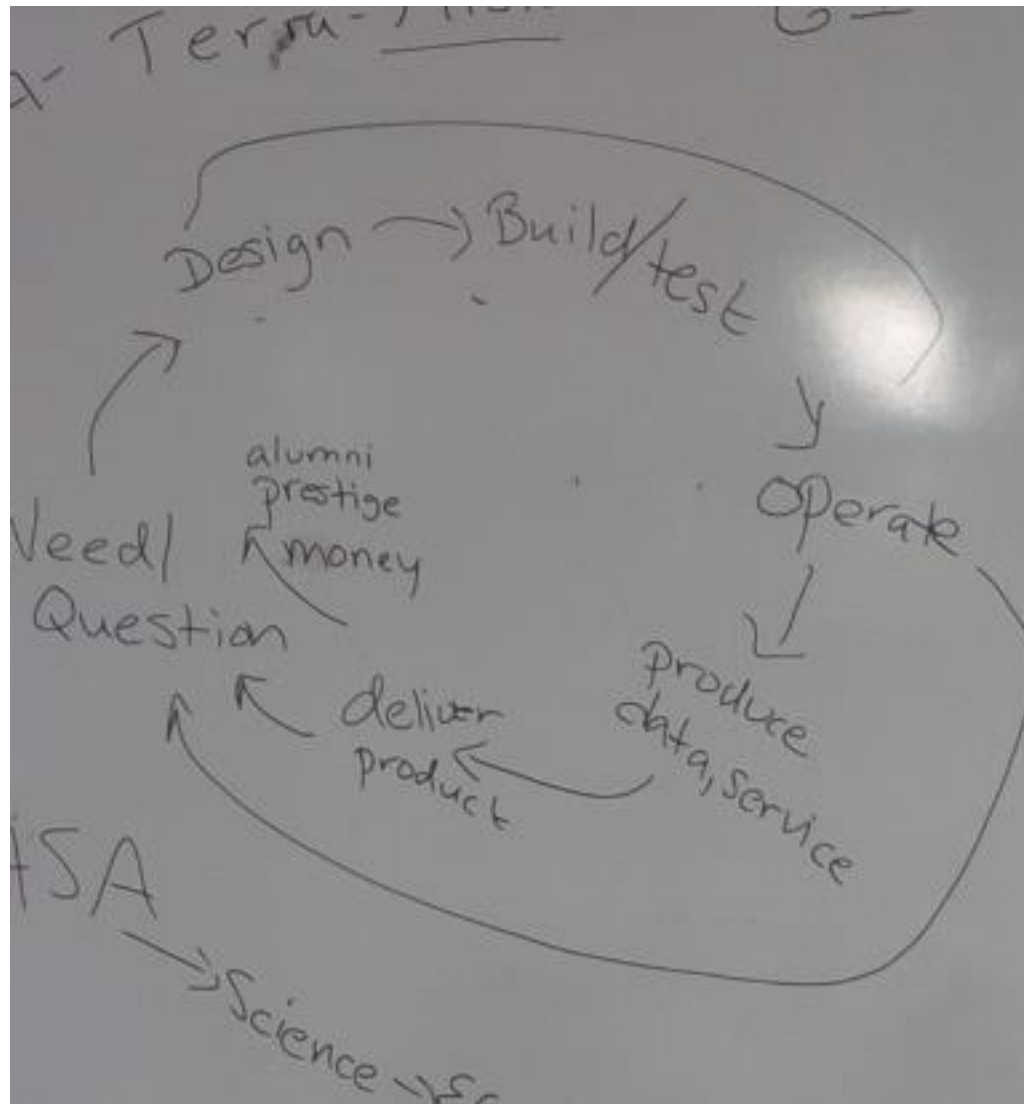 Design → Build/test
operate
alumni
prestige
money
Need/
Question
produce
data, service
deliver
product
→ Science →